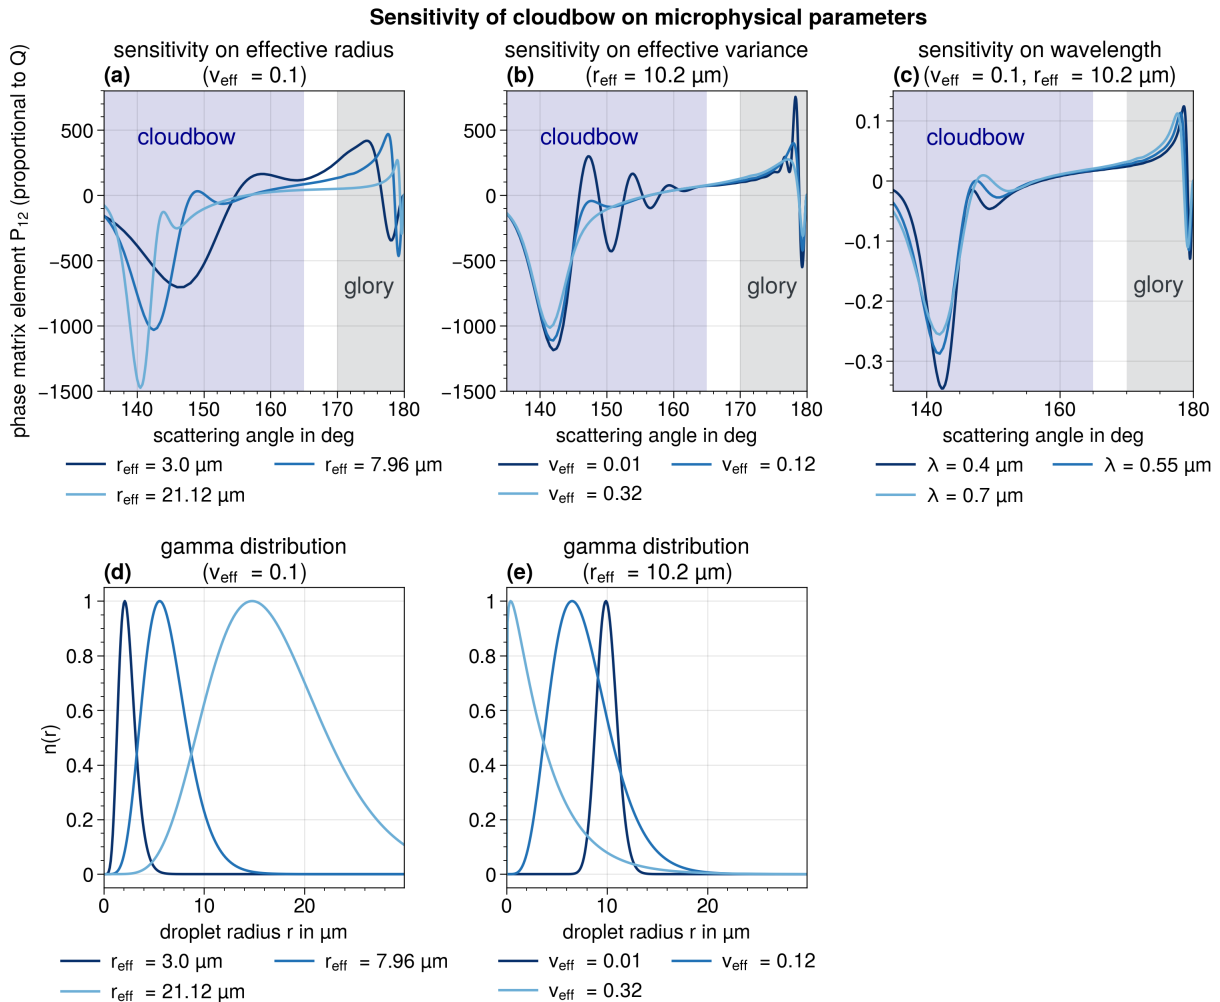 Sensitivity of cloudbow on microphysical parameters
sensitivity on effective radius
(a) (v_eff = 0.1)
sensitivity on effective variance
(b) (r_eff = 10.2 µm)
sensitivity on wavelength
(c) (v_eff = 0.1, r_eff = 10.2 µm)
phase matrix element P_12 (proportional to Q)
500
0
−500
−1000
−1500
cloudbow
glory
140 150 160 170 180
scattering angle in deg
r_eff = 3.0 µm
r_eff = 7.96 µm
r_eff = 21.12 µm
500
0
−500
−1000
−1500
cloudbow
glory
140 150 160 170 180
scattering angle in deg
v_eff = 0.01
v_eff = 0.12
v_eff = 0.32
0.1
0
−0.1
−0.2
−0.3
cloudbow
glory
140 160 180
scattering angle in deg
λ = 0.4 µm
λ = 0.55 µm
λ = 0.7 µm
gamma distribution
(d) (v_eff = 0.1)
n(r)
1
0.8
0.6
0.4
0.2
0
0 10 20
droplet radius r in µm
r_eff = 3.0 µm
r_eff = 7.96 µm
r_eff = 21.12 µm
gamma distribution
(e) (r_eff = 10.2 µm)
1
0.8
0.6
0.4
0.2
0
0 10 20
droplet radius r in µm
v_eff = 0.01
v_eff = 0.12
v_eff = 0.32